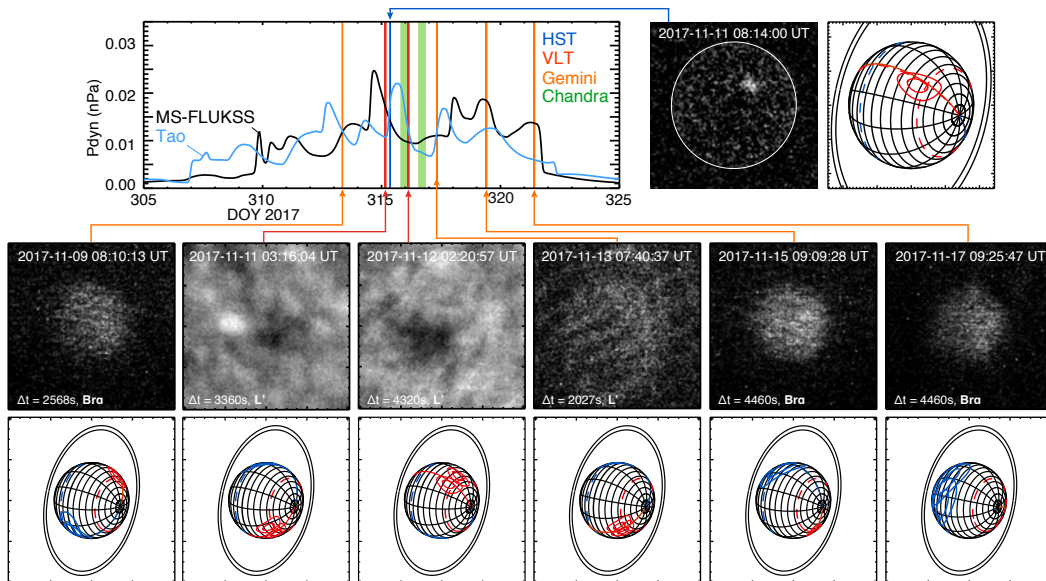 0.03
0.02
0.01
0.00
Pdyn (nPa)
MS-FLUKSS
Tao
HST
VLT
Gemini
Chandra
305 310 315 320 325
DOY 2017
2017-11-11 08:14:00 UT
2017-11-09 08:10:13 UT
Δt = 2568s, Brα
2017-11-11 03:16:04 UT
Δt = 3360s, L'
2017-11-12 02:20:57 UT
Δt = 4320s, L'
2017-11-13 07:40:37 UT
Δt = 2027s, L'
2017-11-15 09:09:28 UT
Δt = 4460s, Brα
2017-11-17 09:25:47 UT
Δt = 4460s, Brα